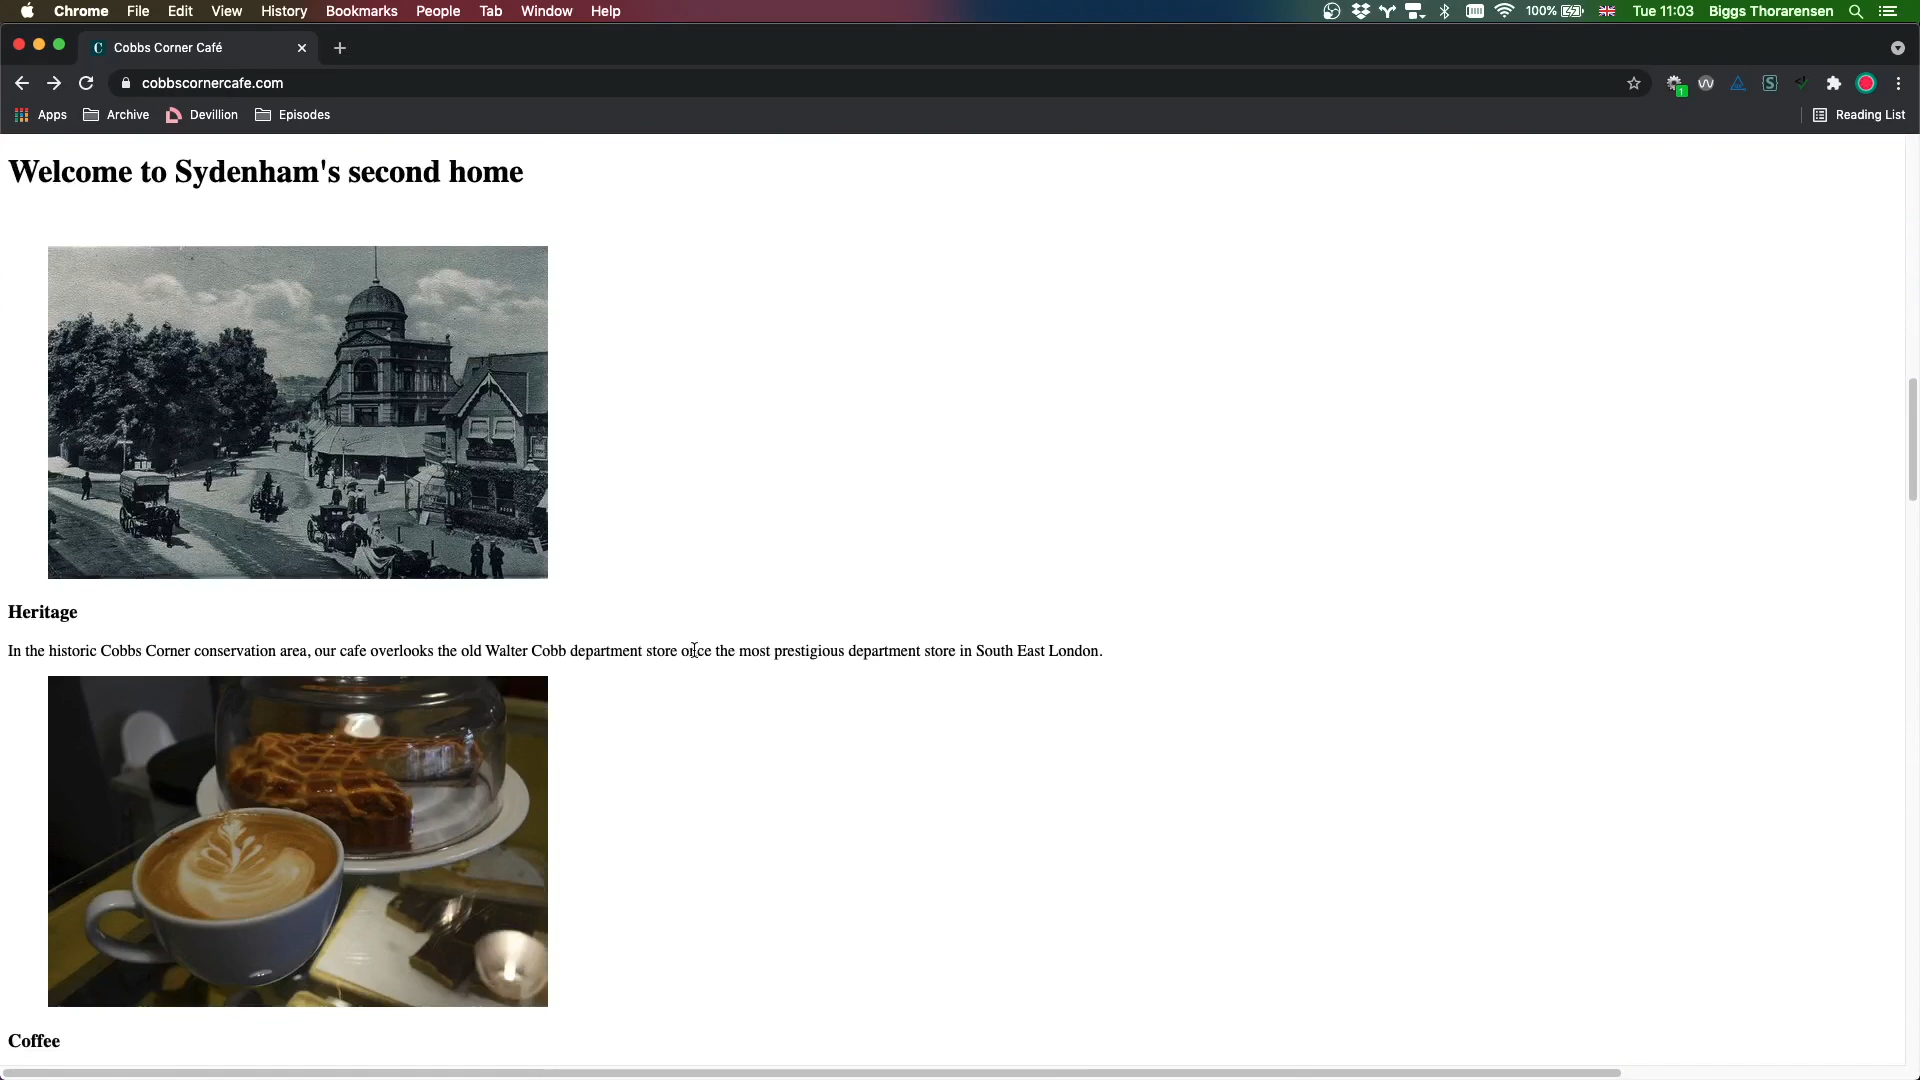 Chrome File Edit View History Bookmarks People Tab Window Help 100% Tue 11:03 Biggs Thorarensen
C Cobbs Corner Café
cobbscornercafe.com 1
Apps Archive Devillion Episodes Reading List
Welcome to Sydenham's second home
Heritage
In the historic Cobbs Corner conservation area, our cafe overlooks the old Walter Cobb department store once the most prestigious department store in South East London.
Coffee